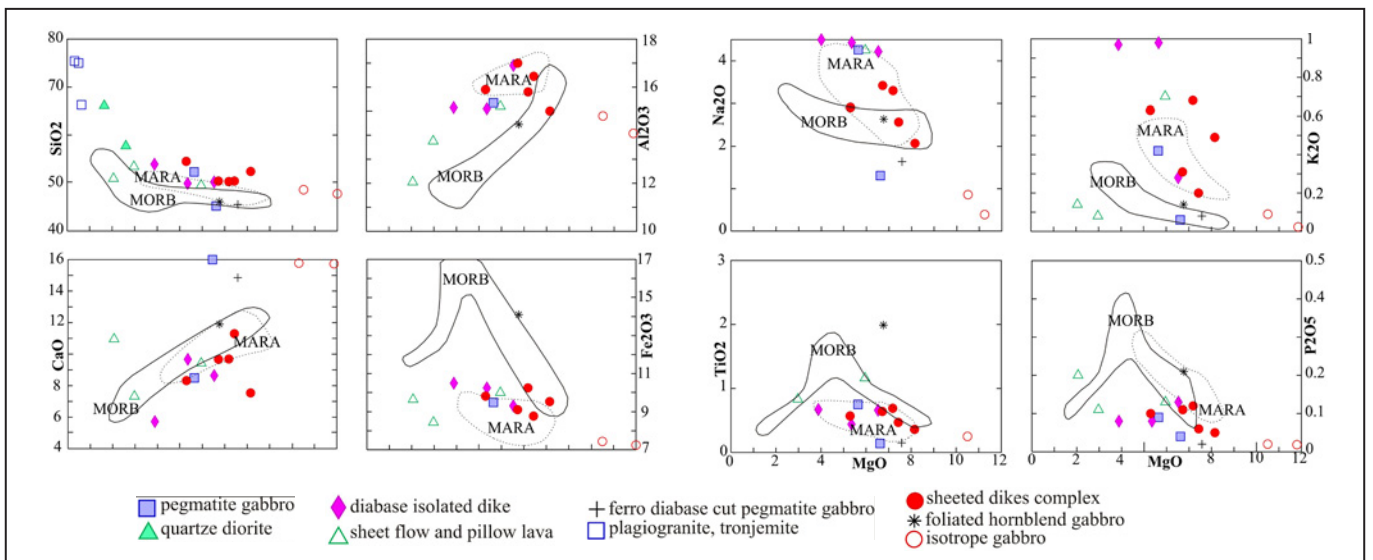 80
70
60
50
40
SiO2
MARA
MORB
18
16
14
12
10
Al2O3
MARA
MORB
4
2
0
Na2O
MARA
MORB
1
0.8
0.6
0.4
0.2
0
K2O
MARA
MORB
16
14
12
10
8
6
4
CaO
MARA
MORB
17
15
13
11
9
7
Fe2O3
MORB
MARA
3
2
1
0
TiO2
MORB
MARA
0 2 4 6 8 10 12
MgO
0.5
0.4
0.3
0.2
0.1
0
P2O5
MORB
MARA
0 2 4 6 8 10 12
MgO
pegmatite gabbro
quartze diorite
diabase isolated dike
sheet flow and pillow lava
ferro diabase cut pegmatite gabbro
plagiogranite, tronjemite
sheeted dikes complex
foliated hornblend gabbro
isotrope gabbro